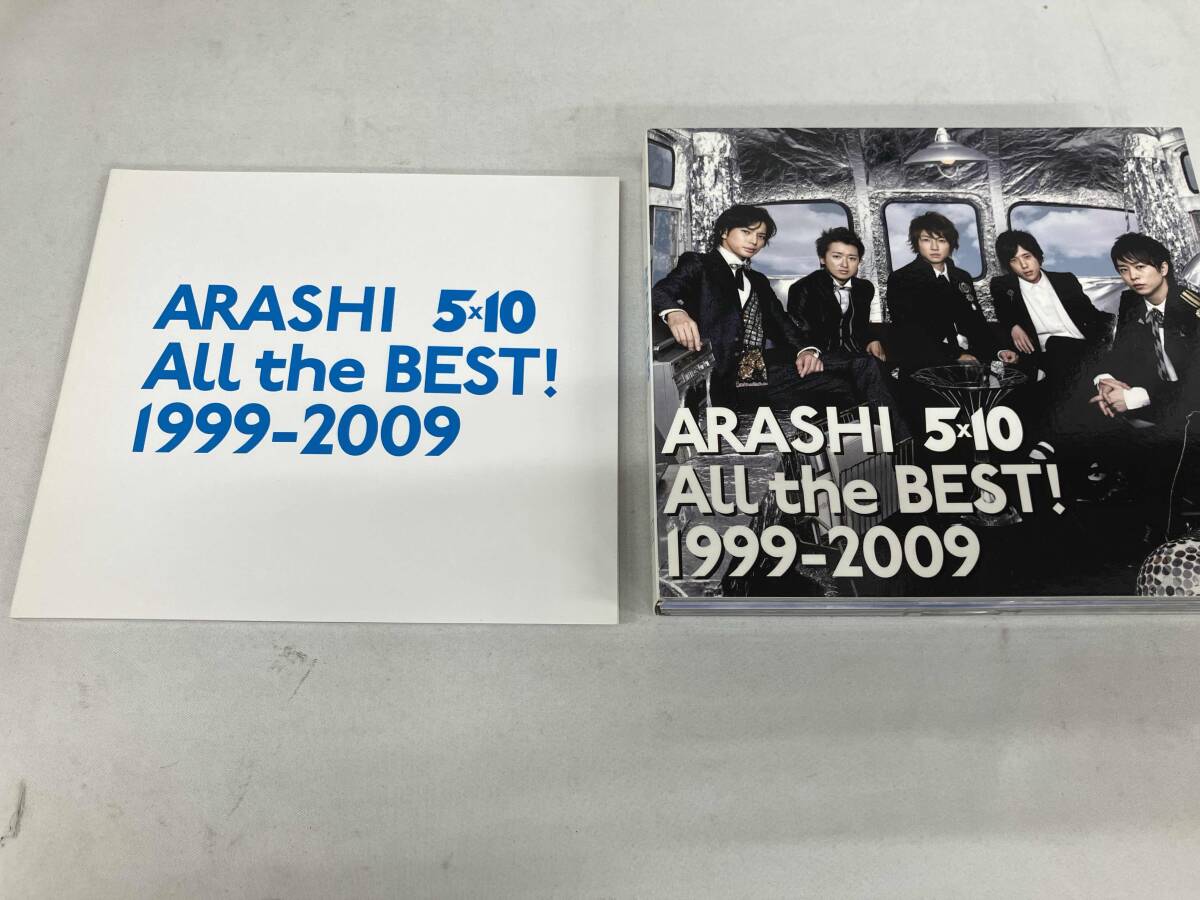 ARASHI 5×10
All the BEST!
1999-2009
ARASHI 5×10
All the BEST!
1999-2009